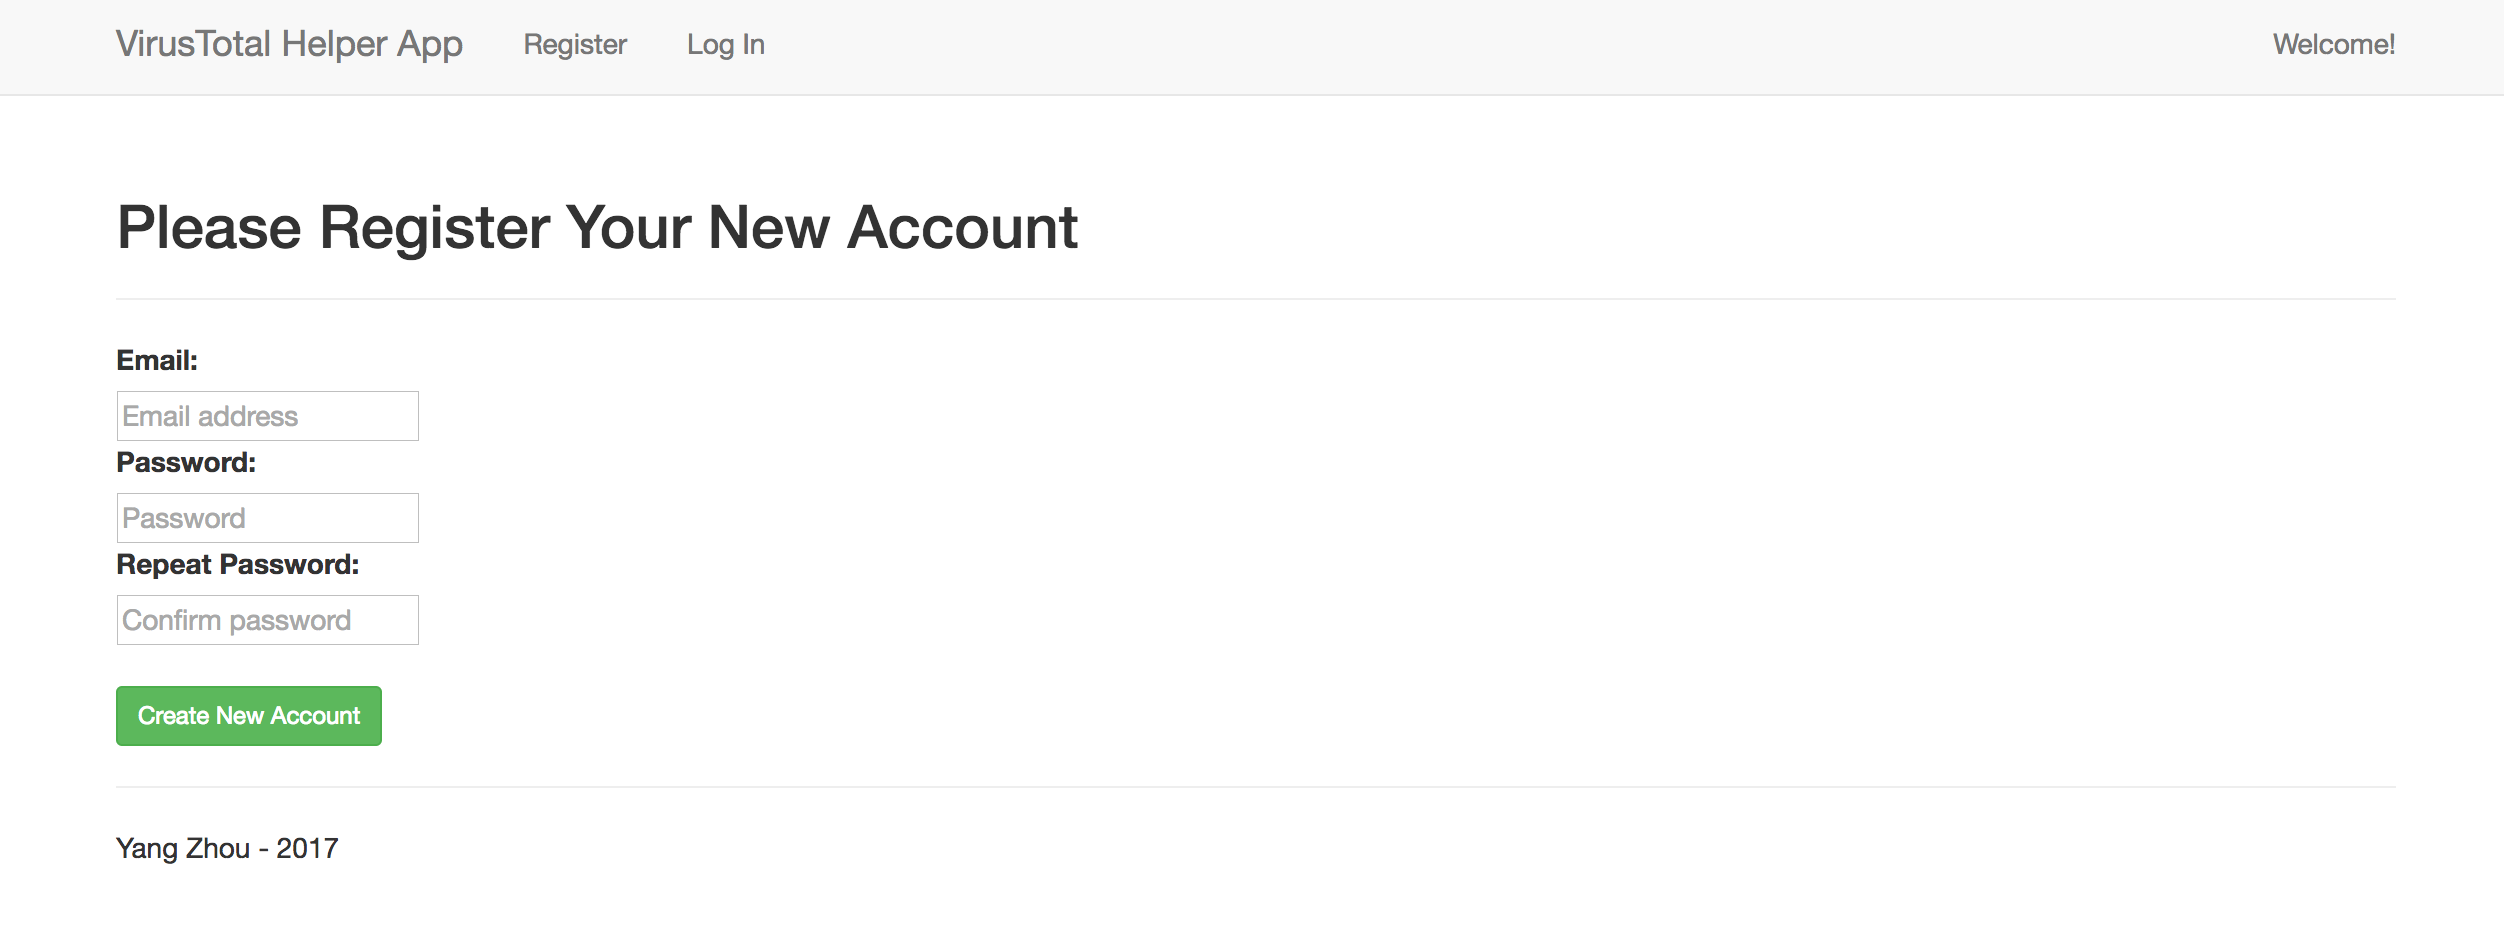 VirusTotal Helper App Register Log In Welcome!
Please Register Your New Account
Email:
Email address
Password:
Password
Repeat Password:
Confirm password
Create New Account
Yang Zhou - 2017